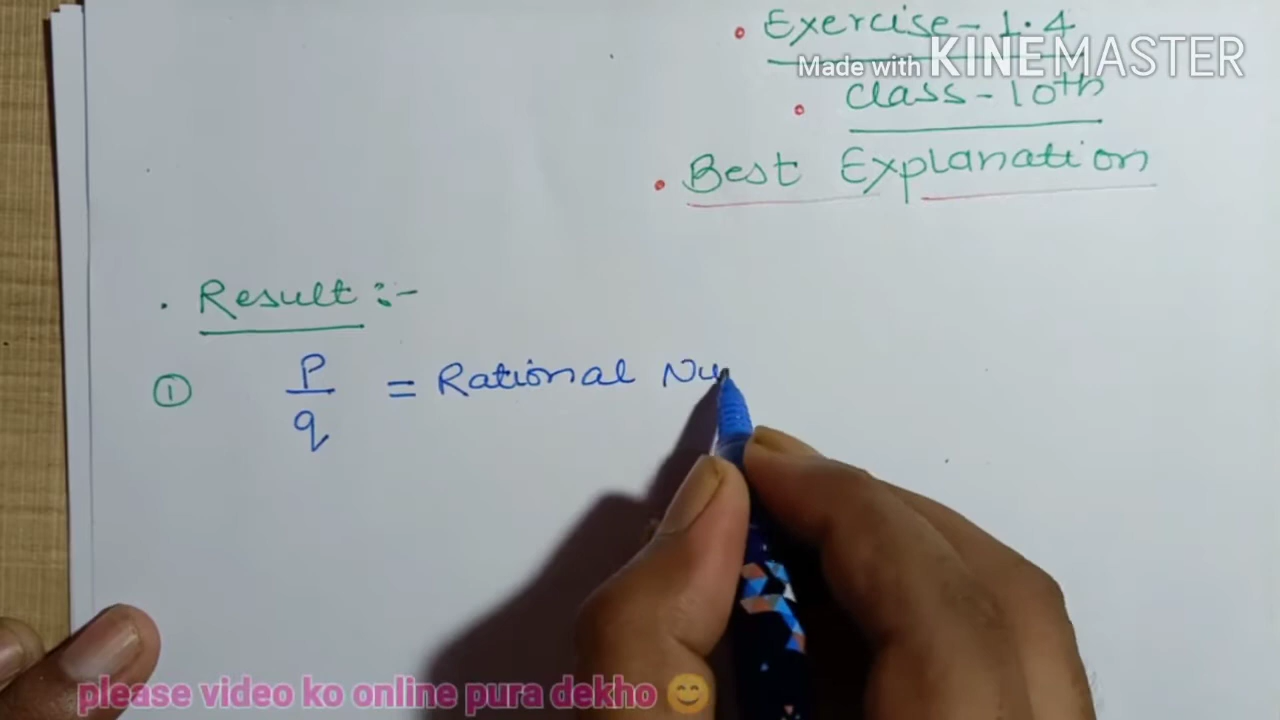 • Exercise - 1.4
Made with KINEMASTER
• Class - 10th
• Best Explanation
. Result :-
① P/q = Rational Nu
please video ko online pura dekho 😊